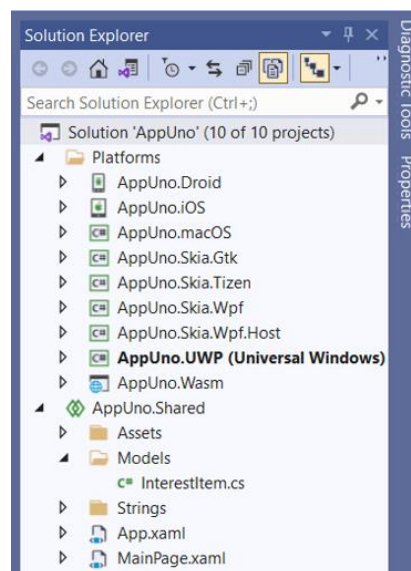 Solution Explorer
Search Solution Explorer (Ctrl+;)
Solution 'AppUno' (10 of 10 projects)
Platforms
AppUno.Droid
AppUno.iOS
C# AppUno.macOS
C# AppUno.Skia.Gtk
C# AppUno.Skia.Tizen
C# AppUno.Skia.Wpf
C# AppUno.Skia.Wpf.Host
C# AppUno.UWP (Universal Windows)
AppUno.Wasm
AppUno.Shared
Assets
Models
C# InterestItem.cs
Strings
App.xaml
MainPage.xaml
Diagnostic Tools
Properties